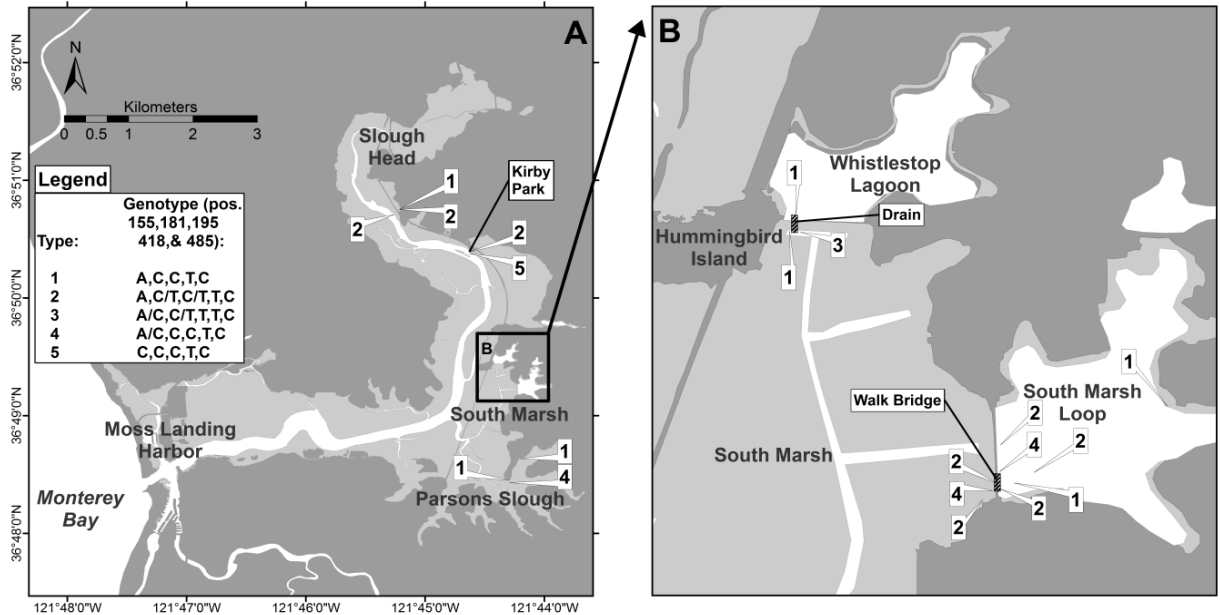 A
N
Kilometers
0 0.5 1 2 3
36°52'0"N
36°51'0"N
36°50'0"N
36°49'0"N
36°48'0"N
Legend
Genotype (pos.
155,181,195
Type: 418,& 485):
1 A,C,C,T,C
2 A,C/T,C/T,T,C
3 A/C,C/T,T,T,C
4 A/C,C,C,T,C
5 C,C,C,T,C
Slough
Head
1
2
2
Kirby
Park
2
5
B
South Marsh
Moss Landing
Harbor
1
1
4
Parsons Slough
Monterey
Bay
121°48'0"W 121°47'0"W 121°46'0"W 121°45'0"W 121°44'0"W
B
1
Whistlestop
Lagoon
Drain
Hummingbird
Island
3
1
1
Walk Bridge
South Marsh
Loop
2
4
2
South Marsh
2
4
1
2
2